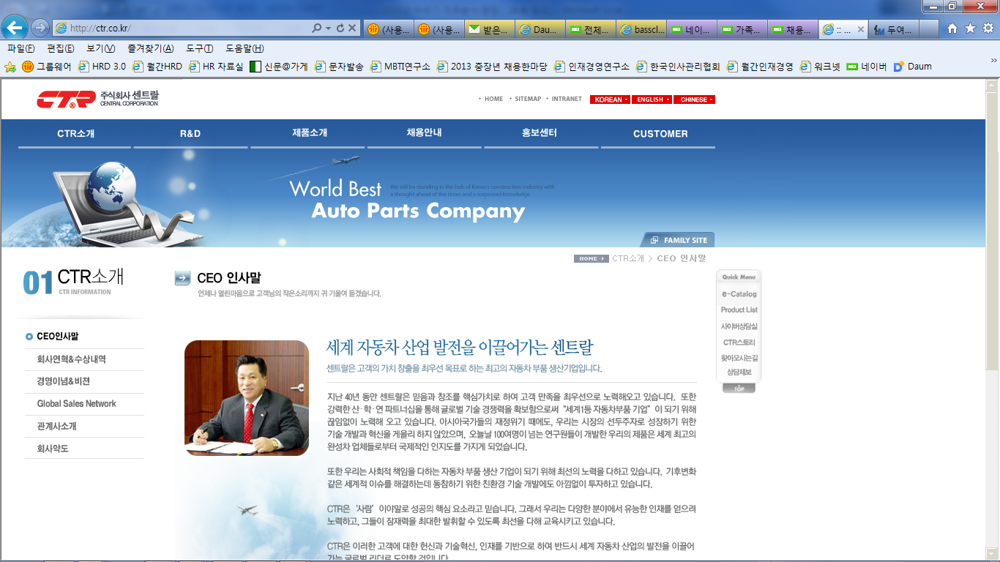 http://ctr.co.kr/
(사용...
(사용...
받은...
Dau...
전체...
basscl...
네이...
가족...
채용...
:: ...
두여...
파일(F) 편집(E) 보기(V) 즐겨찾기(A) 도구(T) 도움말(H)
그룹웨어 HRD 3.0 월간HRD HR 자료실 신문@가게 문자발송 MBTI연구소 2013 중장년 채용한마당 인재경영연구소 한국인사관리협회 월간인재경영 워크넷 네이버 Daum
CTR® 주식회사 센트랄
CENTRAL CORPORATION
HOME SITEMAP INTRANET KOREAN ENGLISH CHINESE
CTR소개 R&D 제품소개 채용안내 홍보센터 CUSTOMER
World Best
We will be standing in the hub of Korea's construction industry with
a thought ahead of the times and a surpassed knowledge
Auto Parts Company
FAMILY SITE
HOME CTR소개 > CEO 인사말
01 CTR소개
CTR INFORMATION
CEO인사말
회사연혁&수상내역
경영이념&비젼
Global Sales Network
관계사소개
회사약도
CEO 인사말
언제나 열린마음으로 고객님의 작은소리까지 귀 기울여 듣겠습니다.
세계 자동차 산업 발전을 이끌어가는 센트랄
센트랄은 고객의 가치 창출을 최우선 목표로 하는 최고의 자동차 부품 생산기업입니다.
지난 40년 동안 센트랄은 믿음과 창조를 핵심가치로 하여 고객 만족을 최우선으로 노력해오고 있습니다. 또한
강력한 산·학·연 파트너십을 통해 글로벌 기술 경쟁력을 확보함으로써 “세계1등 자동차부품 기업” 이 되기 위해
끊임없이 노력해 오고 있습니다. 아시아국가들의 재정위기 때에도, 우리는 시장의 선두주자로 성장하기 위한
기술 개발과 혁신을 게을리 하지 않았으며, 오늘날 100여명이 넘는 연구원들이 개발한 우리의 제품은 세계 최고의
완성차 업체들로부터 국제적인 인지도를 가지게 되었습니다.
또한 우리는 사회적 책임을 다하는 자동차 부품 생산 기업이 되기 위해 최선의 노력을 다하고 있습니다. 기후변화
같은 세계적 이슈를 해결하는데 동참하기 위한 친환경 기술 개발에도 아낌없이 투자하고 있습니다.
CTR은 ‘사람’ 이야말로 성공의 핵심 요소라고 믿습니다. 그래서 우리는 다양한 분야에서 유능한 인재를 얻으려
노력하고, 그들이 잠재력을 최대한 발휘할 수 있도록 최선을 다해 교육시키고 있습니다.
CTR은 이러한 고객에 대한 헌신과 기술혁신, 인재를 기반으로 하여 반드시 세계 자동차 산업의 발전을 이끌어
가는 글로벌 리더로 도약할 것입니다
Quick Menu
e-Catalog
Product List
사이버상담실
CTR스토리
찾아오시는길
상담제보
TOP